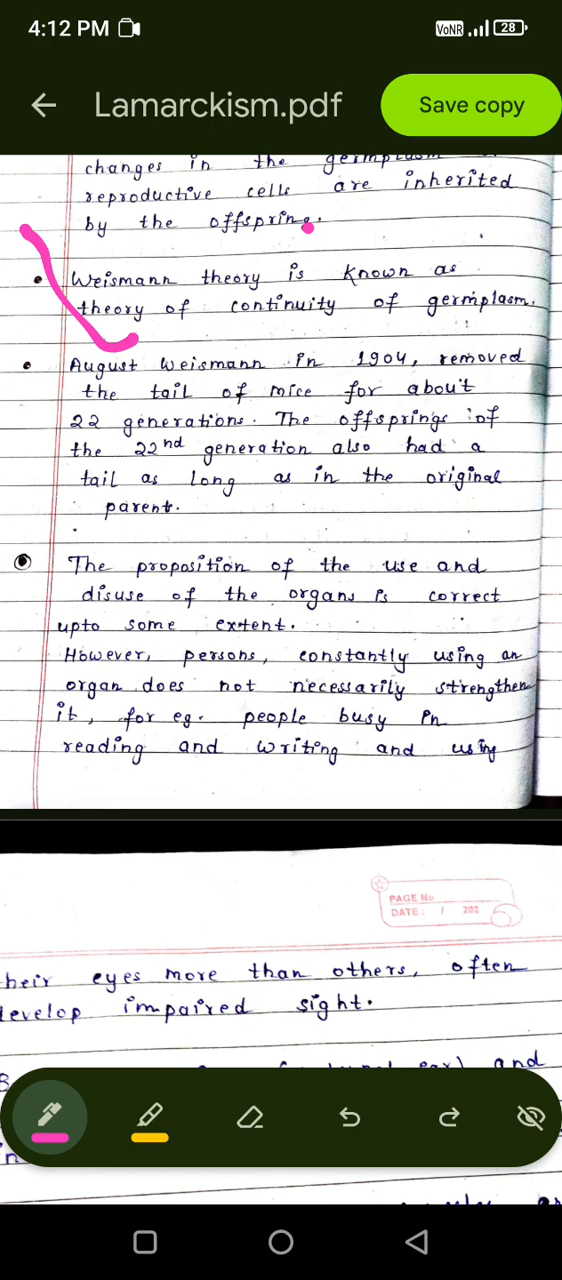 4:12 PM
VoNR 28
Lamarckism.pdf
Save copy
changes in the
reproductive cells are inherited
by the offspring.
Weismann theory is known as
theory of continuity of germplasm.
August Weismann in 1904, removed
the tail of mice for about
22 generations. The offsprings of
the 22nd generation also had a
tail as long as in the original
parent.
The proposition of the use and
disuse of the organs is correct
upto some extent.
However, persons, constantly using an
organ does not necessarily strengthen
it, for eg. people busy in
reading and writing and using
PAGE No
DATE: / 202
their eyes more than others, often
develop impaired sight.
and